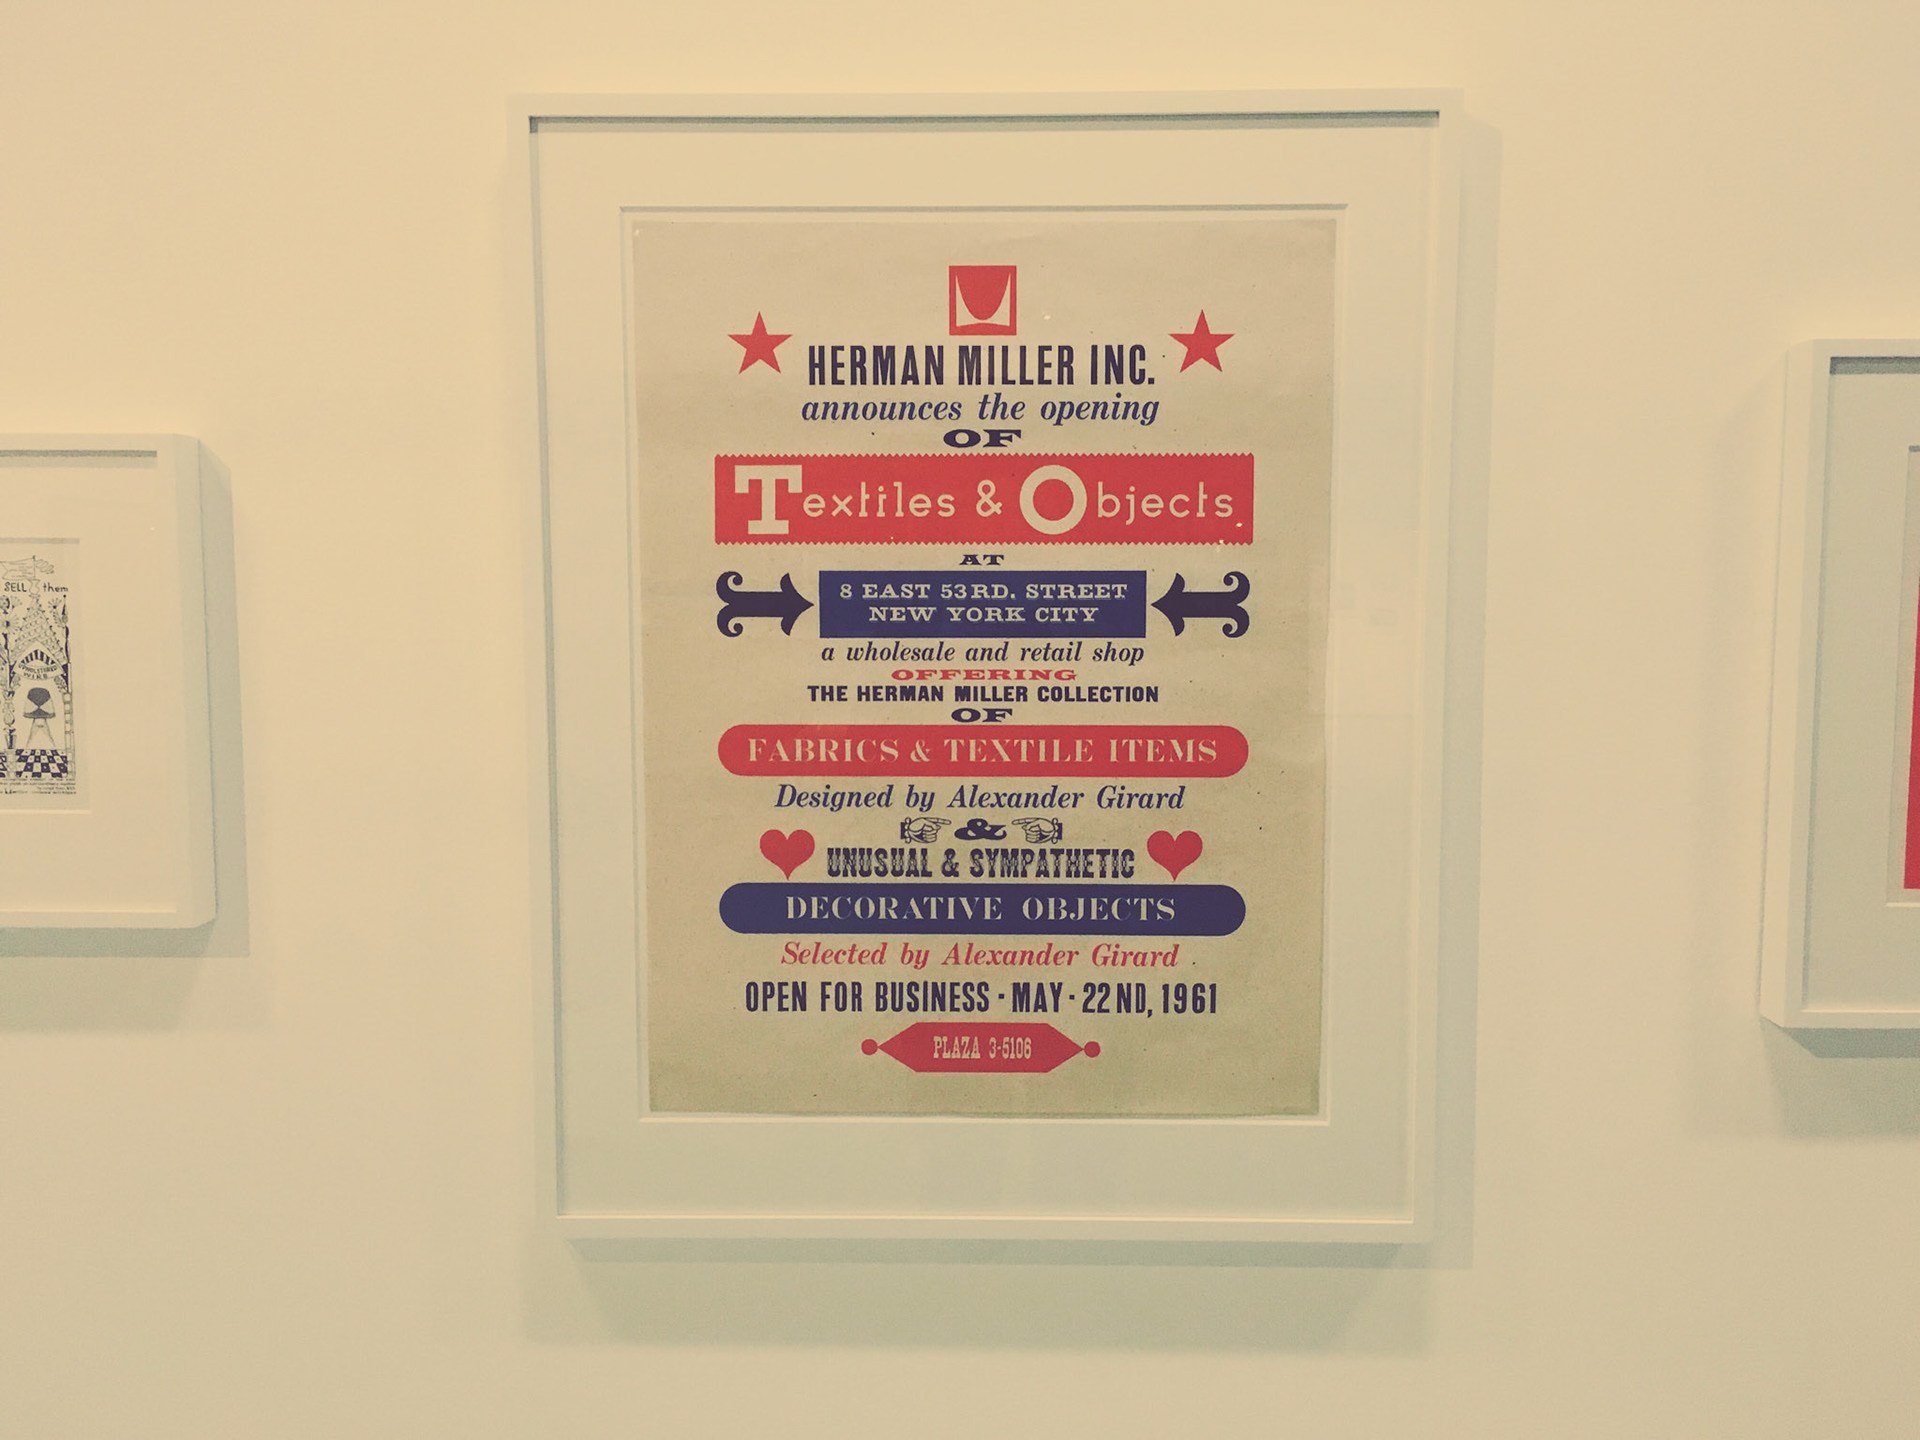 HERMAN MILLER INC.
announces the opening
OF
Textiles & Objects
AT
8 EAST 53RD. STREET
NEW YORK CITY
a wholesale and retail shop
OFFERING
THE HERMAN MILLER COLLECTION
OF
FABRICS & TEXTILE ITEMS
Designed by Alexander Girard
&
UNUSUAL & SYMPATHETIC
DECORATIVE OBJECTS
Selected by Alexander Girard
OPEN FOR BUSINESS · MAY · 22ND, 1961
PLAZA 3-5106
SELL them